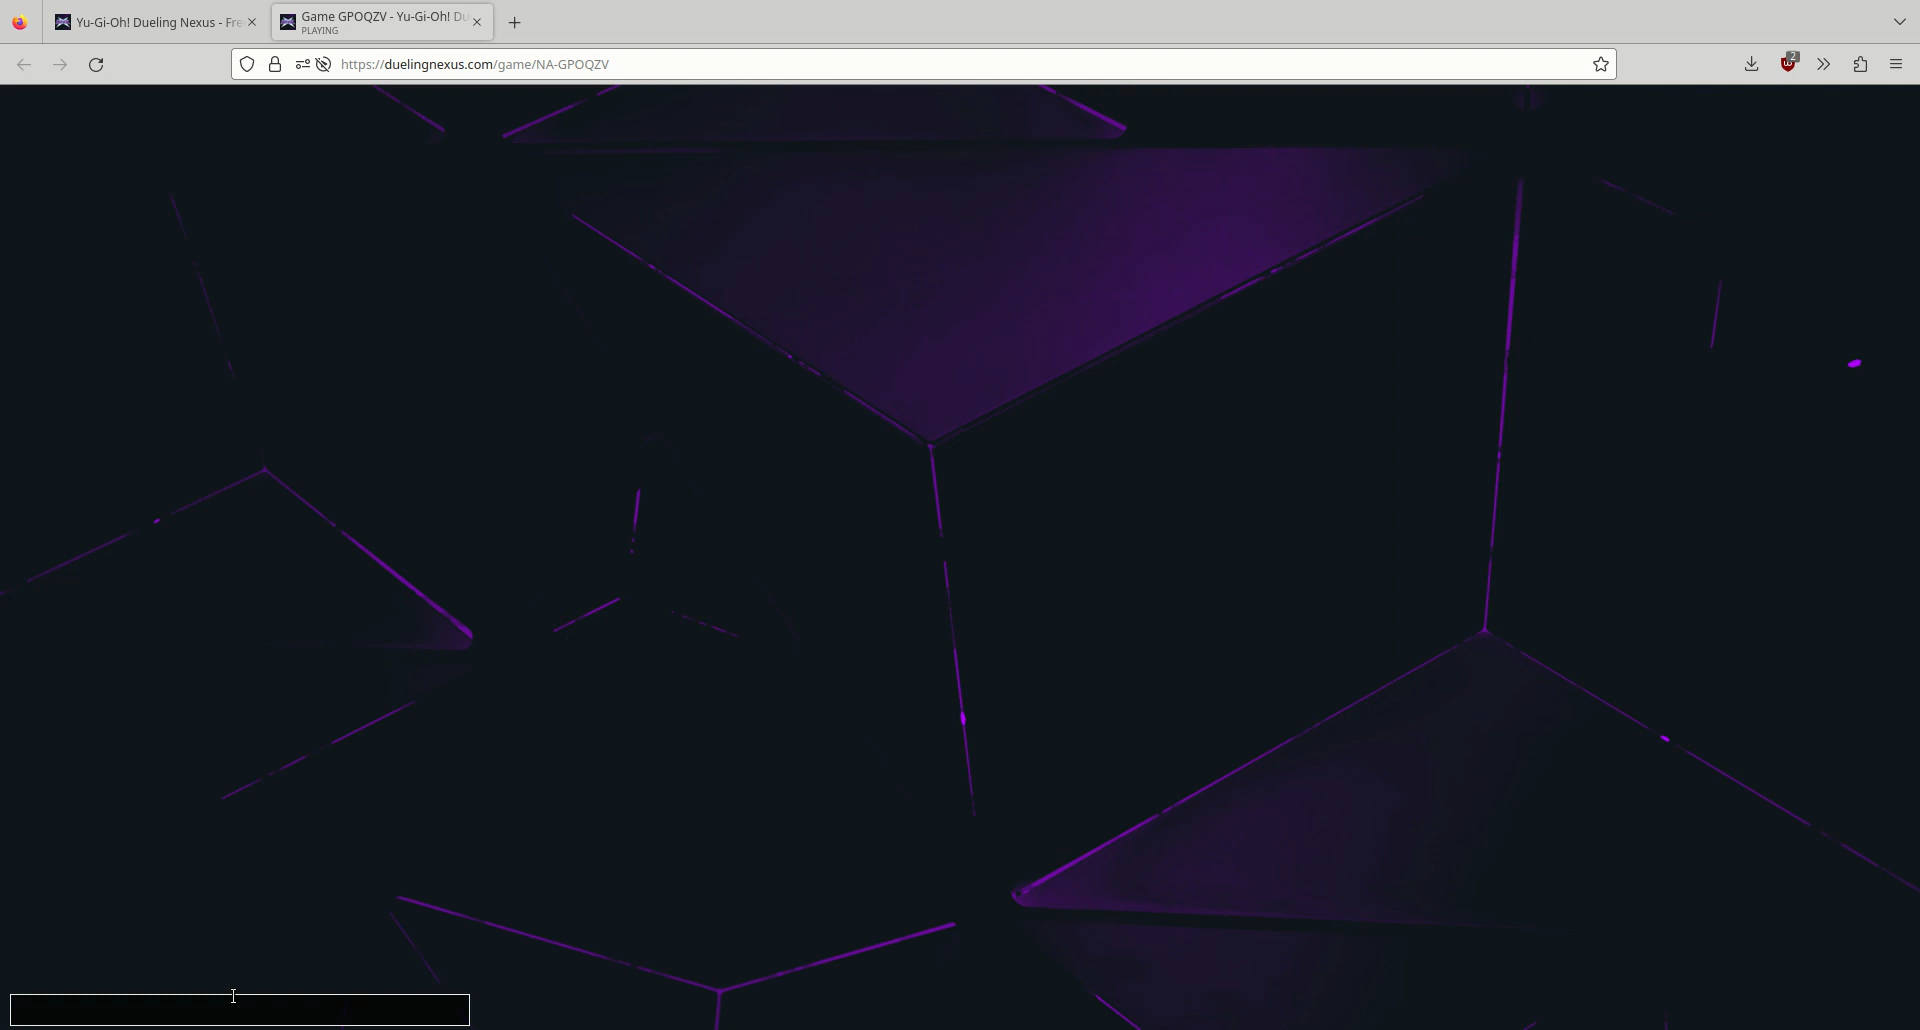 Yu-Gi-Oh! Dueling Nexus - Fre
Game GPOQZV - Yu-Gi-Oh! Du
PLAYING
https://duelingnexus.com/game/NA-GPOQZV
2